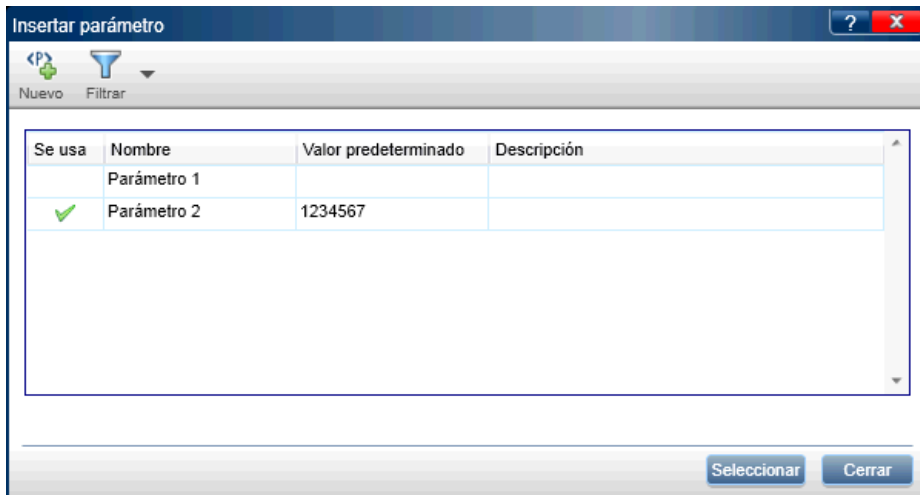 Insertar parámetro
? X
<P>
Nuevo Filtrar
Se usa Nombre Valor predeterminado Descripción
Parámetro 1
Parámetro 2 1234567
Seleccionar Cerrar